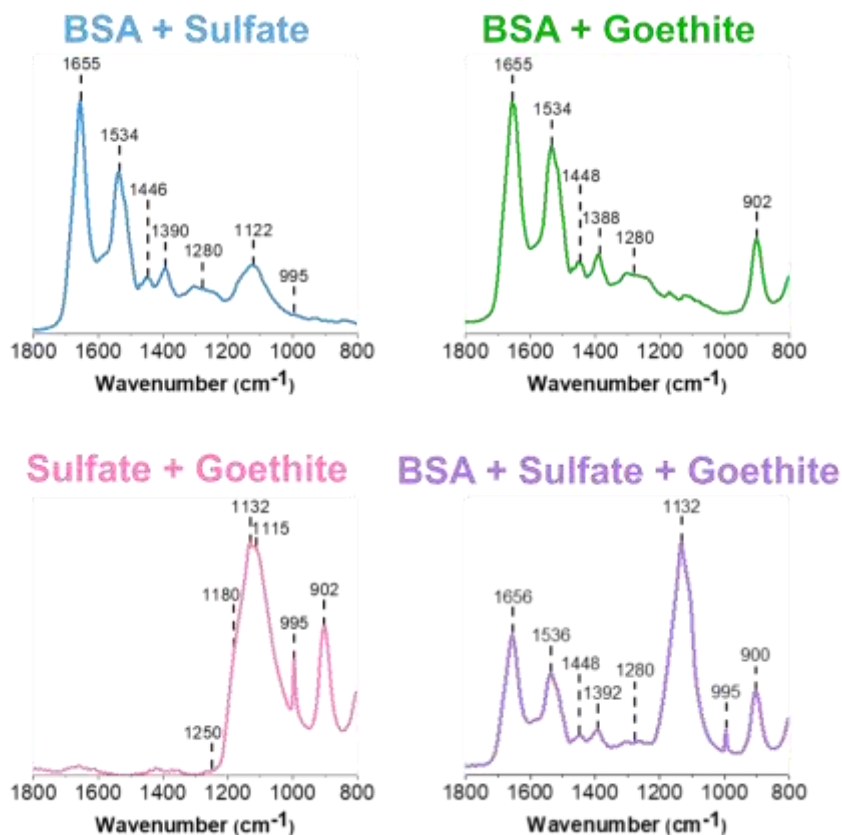 BSA + Sulfate
1655
1534
1446
1390
1280
1122
995
1800 1600 1400 1200 1000 800
Wavenumber (cm-1)
BSA + Goethite
1655
1534
1448
1388
1280
902
1800 1600 1400 1200 1000 800
Wavenumber (cm-1)
Sulfate + Goethite
1132
1115
1180
995
902
1250
1800 1600 1400 1200 1000 800
Wavenumber (cm-1)
BSA + Sulfate + Goethite
1132
1656
1536
1448
1392
1280
995
900
1800 1600 1400 1200 1000 800
Wavenumber (cm-1)